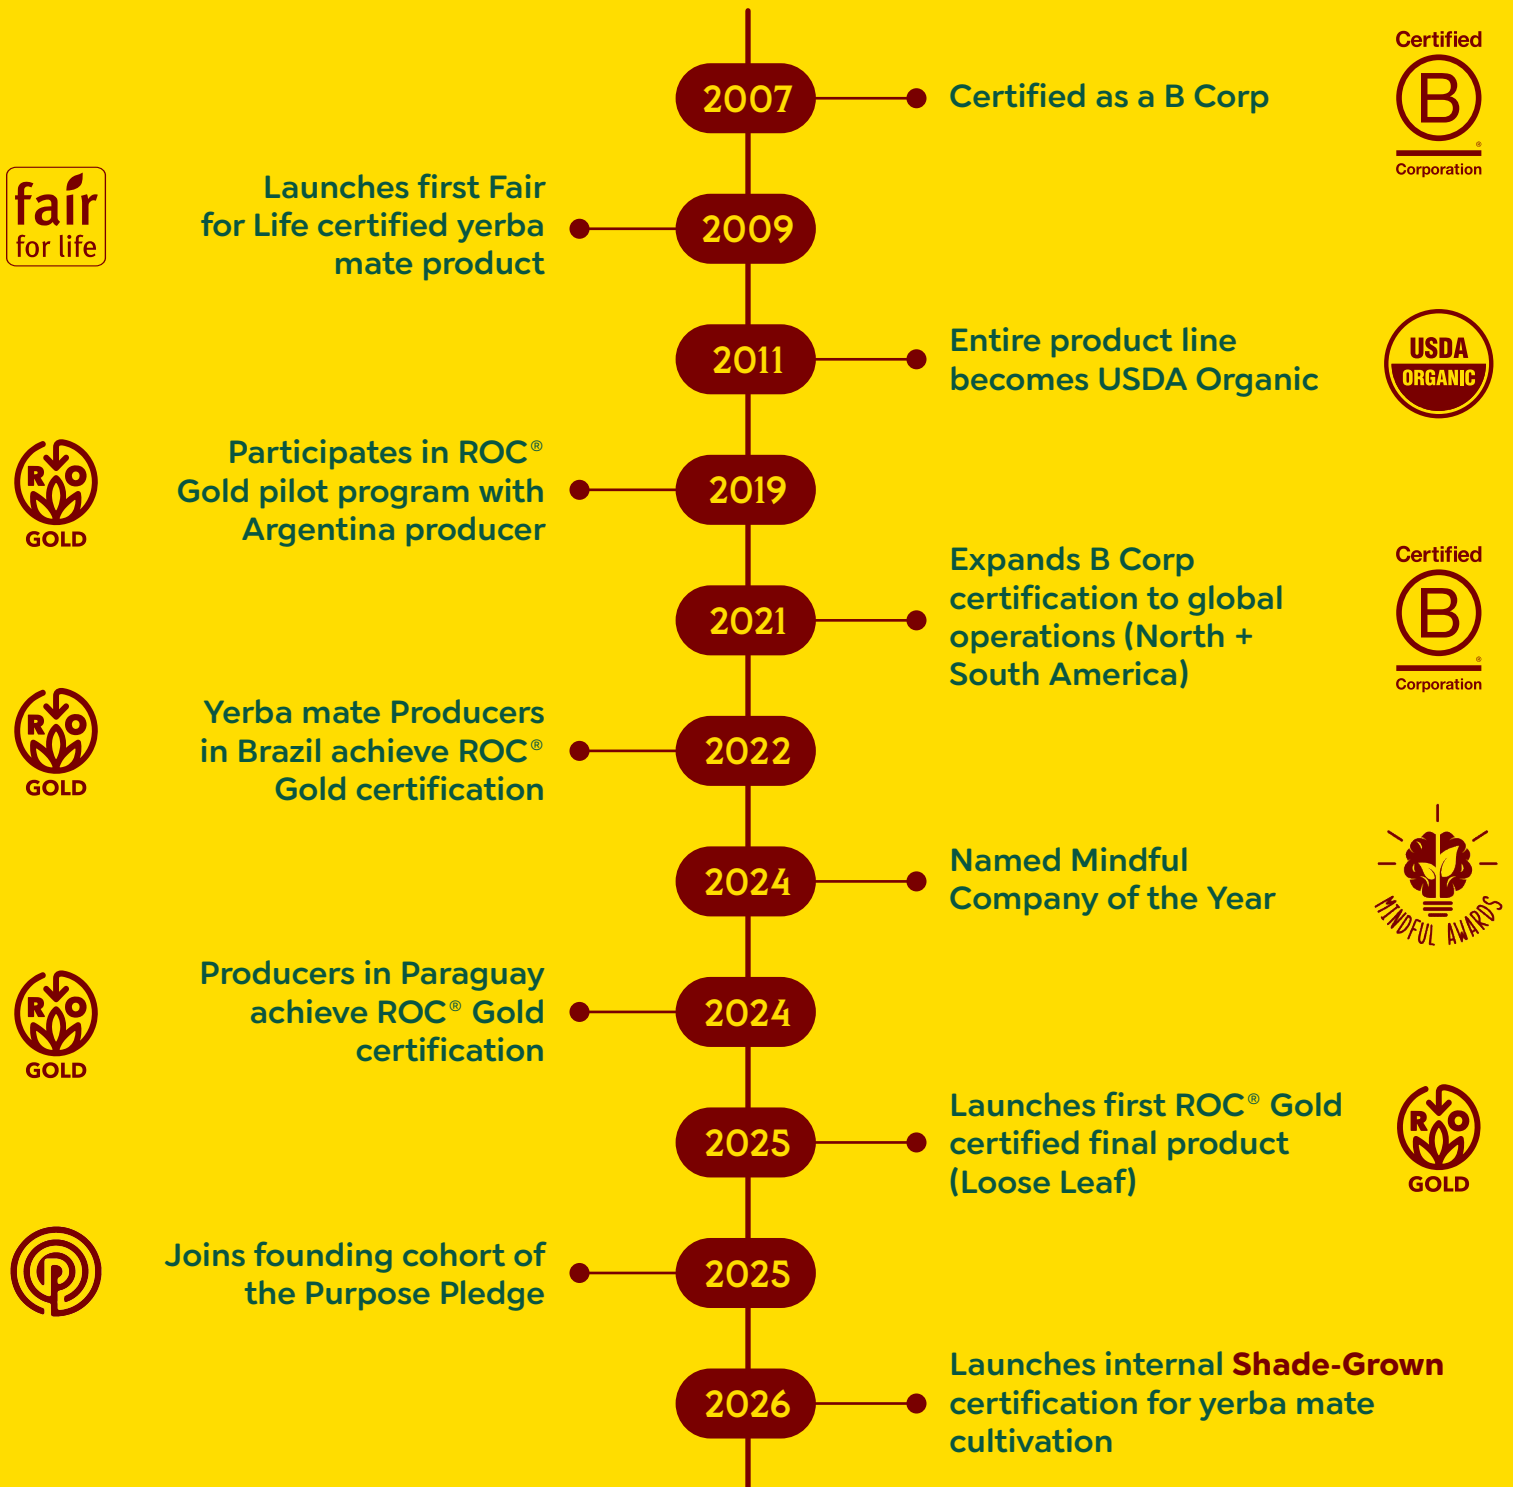 2007
Certified as a B Corp
Certified
B
®
Corporation
fair
for life
Launches first Fair
for Life certified yerba
mate product
2009
2011
Entire product line
becomes USDA Organic
USDA
ORGANIC
R O
GOLD
Participates in ROC®
Gold pilot program with
Argentina producer
2019
2021
Expands B Corp
certification to global
operations (North +
South America)
Certified
B
®
Corporation
R O
GOLD
Yerba mate Producers
in Brazil achieve ROC®
Gold certification
2022
2024
Named Mindful
Company of the Year
MINDFUL AWARDS
R O
GOLD
Producers in Paraguay
achieve ROC® Gold
certification
2024
2025
Launches first ROC® Gold
certified final product
(Loose Leaf)
R O
GOLD
P
Joins founding cohort of
the Purpose Pledge
2025
2026
Launches internal Shade-Grown
certification for yerba mate
cultivation